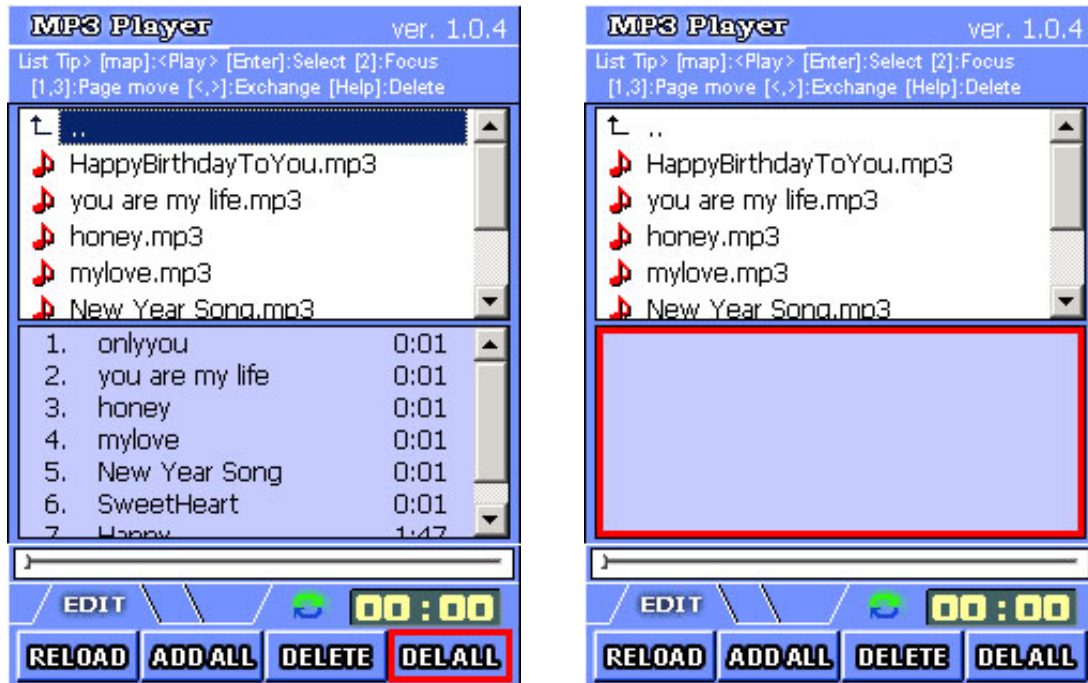 MP3 Player ver. 1.0.4
List Tip> [map]:<Play> [Enter]:Select [2]:Focus
[1,3]:Page move [<,>]:Exchange [Help]:Delete
..
HappyBirthdayToYou.mp3
you are my life.mp3
honey.mp3
mylove.mp3
New Year Song.mp3
1. onlyyou 0:01
2. you are my life 0:01
3. honey 0:01
4. mylove 0:01
5. New Year Song 0:01
6. SweetHeart 0:01
7. Happy 1:47
EDIT 00:00
RELOAD ADD ALL DELETE DEL ALL
MP3 Player ver. 1.0.4
List Tip> [map]:<Play> [Enter]:Select [2]:Focus
[1,3]:Page move [<,>]:Exchange [Help]:Delete
..
HappyBirthdayToYou.mp3
you are my life.mp3
honey.mp3
mylove.mp3
New Year Song.mp3
EDIT 00:00
RELOAD ADD ALL DELETE DEL ALL